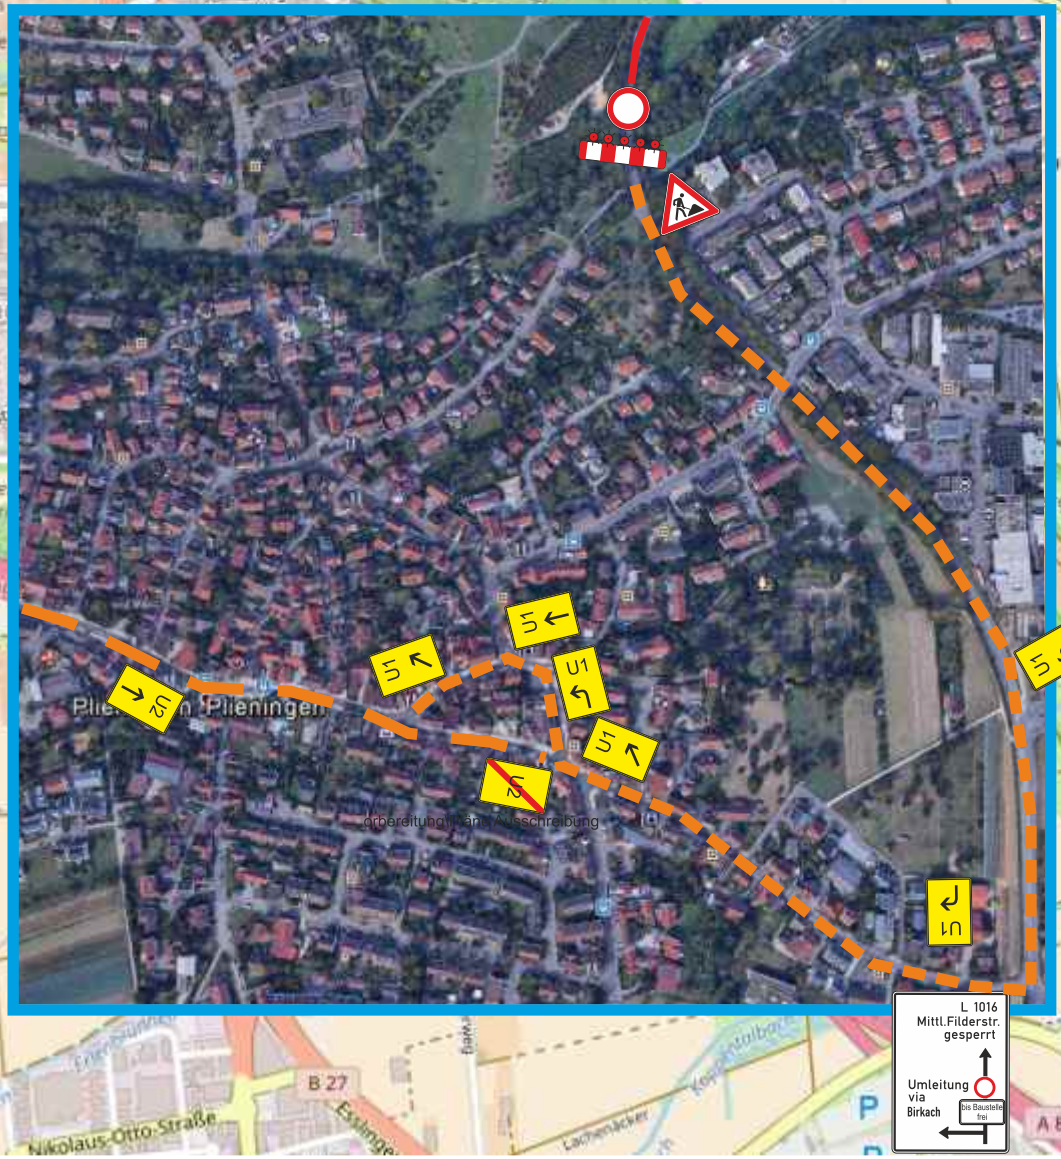 U1
U1
U1
U1
U1
U2
Plieningen
U2
L 1016
Mittl.Filderstr.
gesperrt
Umleitung
via
Birkach
bis Baustelle
frei
U1
B 27
Nikolaus-Otto-Straße
Lachenäcker
P
A 8